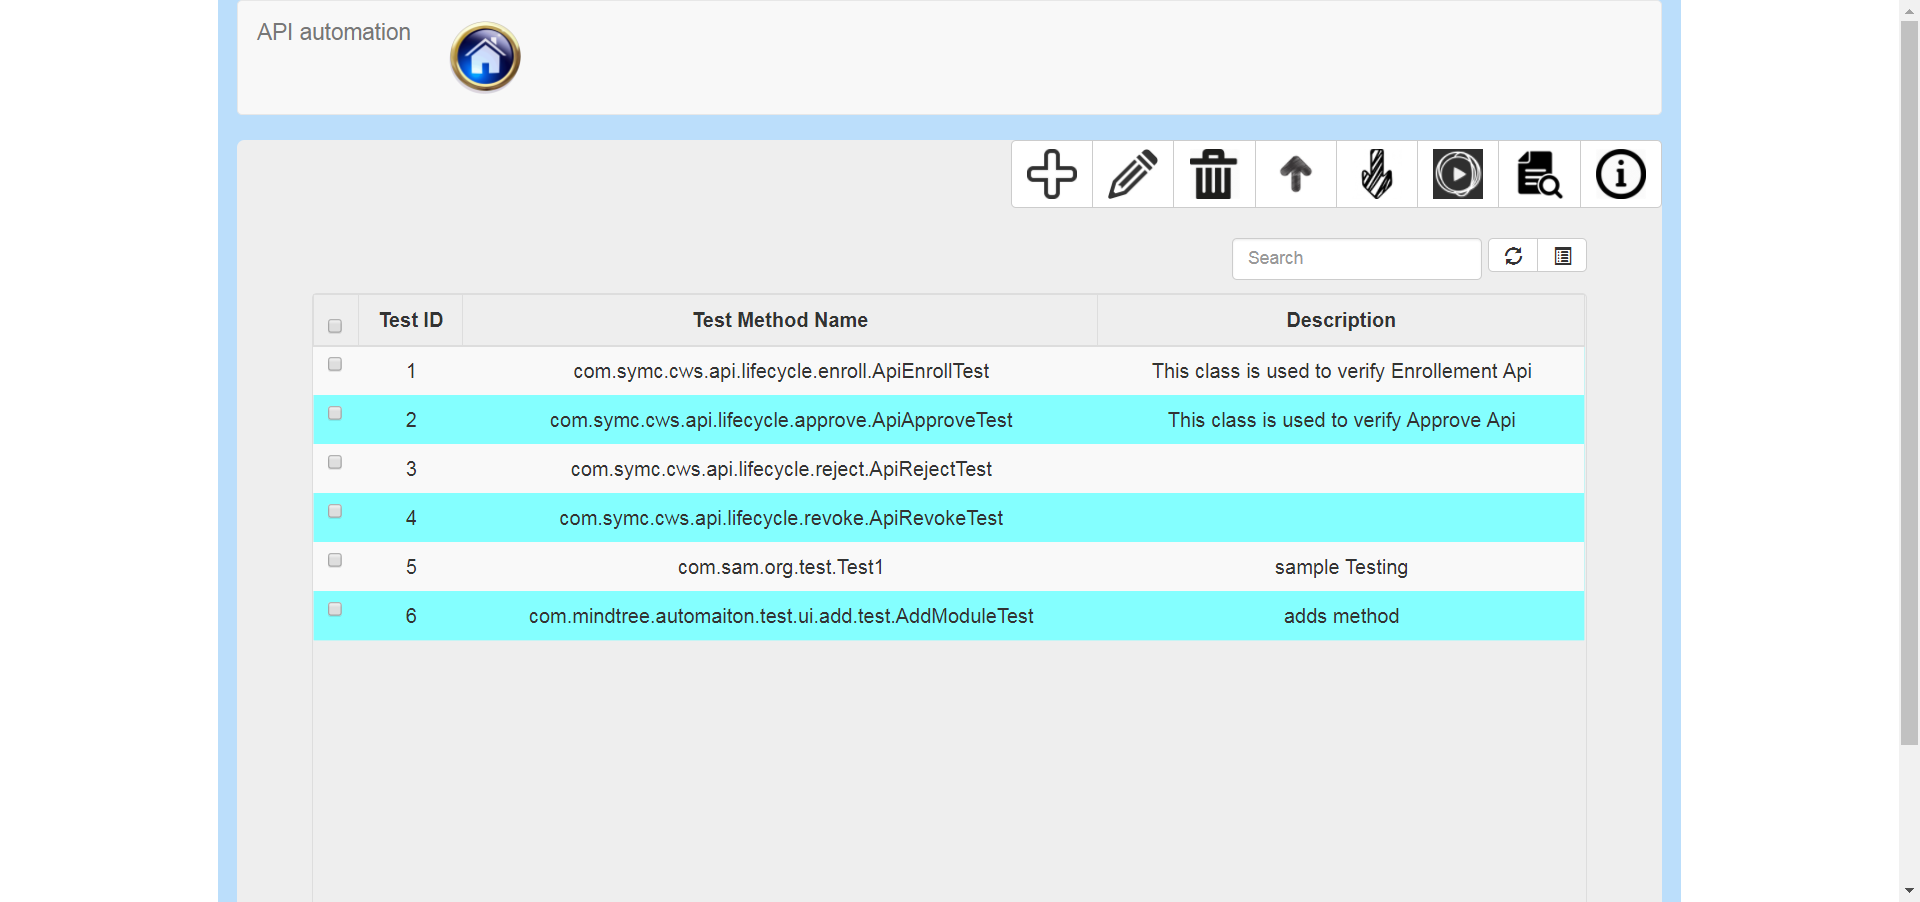 API automation
Search
Test ID Test Method Name Description
1 com.symc.cws.api.lifecycle.enroll.ApiEnrollTest This class is used to verify Enrollement Api
2 com.symc.cws.api.lifecycle.approve.ApiApproveTest This class is used to verify Approve Api
3 com.symc.cws.api.lifecycle.reject.ApiRejectTest
4 com.symc.cws.api.lifecycle.revoke.ApiRevokeTest
5 com.sam.org.test.Test1 sample Testing
6 com.mindtree.automaiton.test.ui.add.test.AddModuleTest adds method